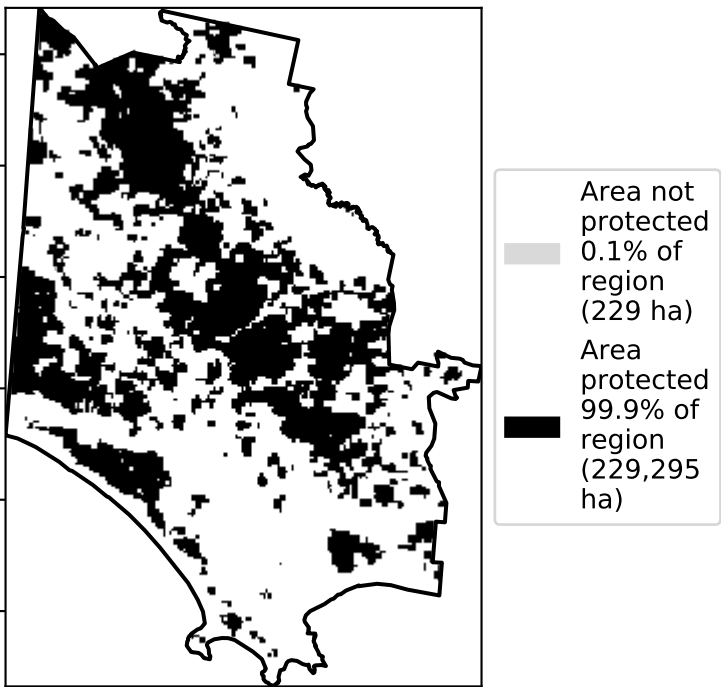 Area not
protected
0.1% of
region
(229 ha)
Area
protected
99.9% of
region
(229,295
ha)